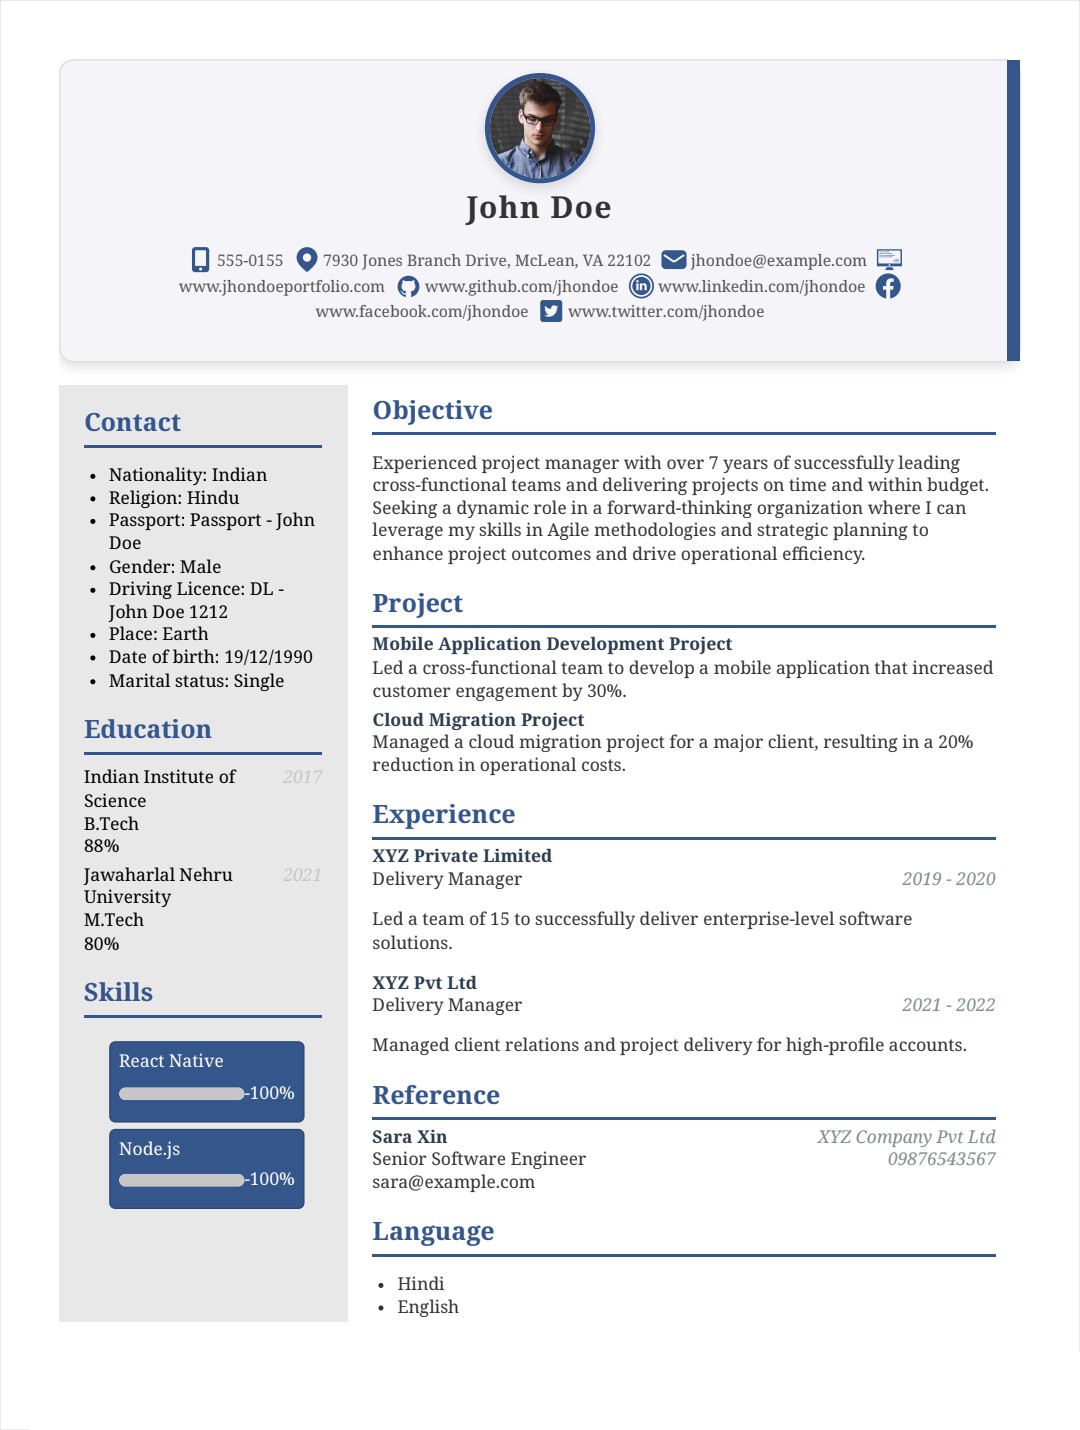 John Doe
555-0155 7930 Jones Branch Drive, McLean, VA 22102 jhondoe@example.com
www.jhondoeportfolio.com www.github.com/jhondoe www.linkedin.com/jhondoe
www.facebook.com/jhondoe www.twitter.com/jhondoe
Contact
• Nationality: Indian
• Religion: Hindu
• Passport: Passport - John
Doe
• Gender: Male
• Driving Licence: DL -
John Doe 1212
• Place: Earth
• Date of birth: 19/12/1990
• Marital status: Single
Education
Indian Institute of 2017
Science
B.Tech
88%
Jawaharlal Nehru 2021
University
M.Tech
80%
Skills
React Native
-100%
Node.js
-100%
Objective
Experienced project manager with over 7 years of successfully leading
cross-functional teams and delivering projects on time and within budget.
Seeking a dynamic role in a forward-thinking organization where I can
leverage my skills in Agile methodologies and strategic planning to
enhance project outcomes and drive operational efficiency.
Project
Mobile Application Development Project
Led a cross-functional team to develop a mobile application that increased
customer engagement by 30%.
Cloud Migration Project
Managed a cloud migration project for a major client, resulting in a 20%
reduction in operational costs.
Experience
XYZ Private Limited
Delivery Manager 2019 - 2020
Led a team of 15 to successfully deliver enterprise-level software
solutions.
XYZ Pvt Ltd
Delivery Manager 2021 - 2022
Managed client relations and project delivery for high-profile accounts.
Reference
Sara Xin XYZ Company Pvt Ltd
Senior Software Engineer 09876543567
sara@example.com
Language
• Hindi
• English